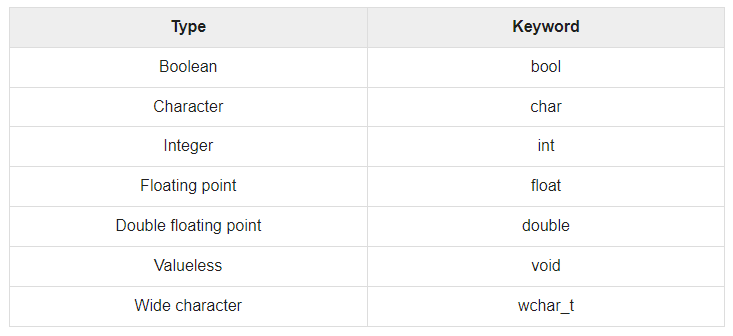 Type Keyword
Boolean bool
Character char
Integer int
Floating point float
Double floating point double
Valueless void
Wide character wchar_t